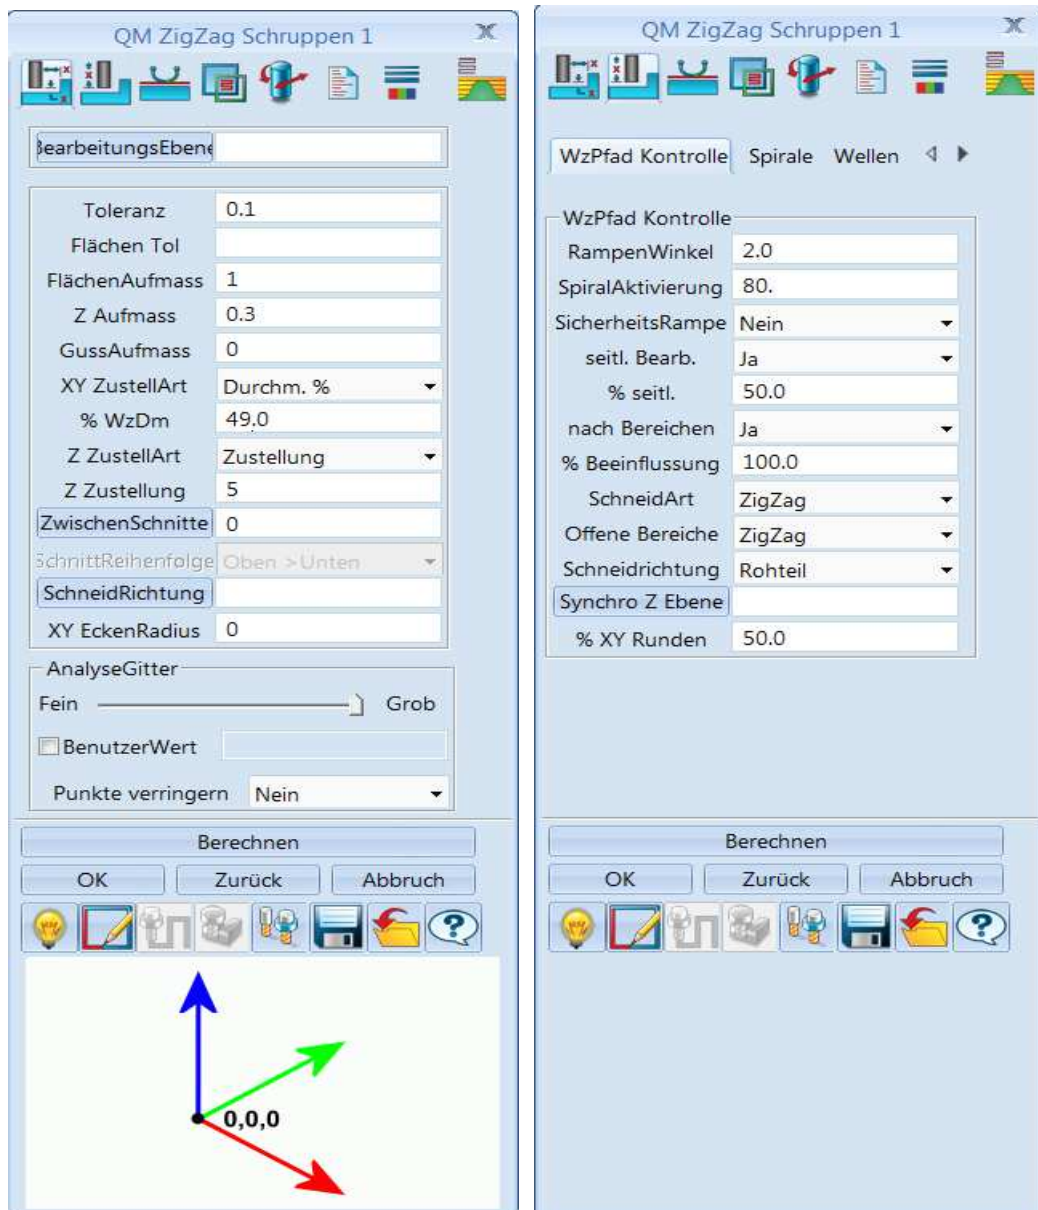 QM ZigZag Schruppen 1
BearbeitungsEbene
Toleranz 0.1
Flächen Tol
FlächenAufmass 1
Z Aufmass 0.3
GussAufmass 0
XY ZustellArt Durchm. %
% WzDm 49.0
Z ZustellArt Zustellung
Z Zustellung 5
ZwischenSchnitte 0
SchnittReihenfolge Oben > Unten
SchneidRichtung
XY EckenRadius 0
AnalyseGitter
Fein Grob
BenutzerWert
Punkte verringern Nein
Berechnen
OK Zurück Abbruch
0,0,0
QM ZigZag Schruppen 1
WzPfad Kontrolle Spirale Wellen
WzPfad Kontrolle
RampenWinkel 2.0
SpiralAktivierung 80.
SicherheitsRampe Nein
seitl. Bearb. Ja
% seitl. 50.0
nach Bereichen Ja
% Beeinflussung 100.0
SchneidArt ZigZag
Offene Bereiche ZigZag
Schneidrichtung Rohteil
Synchro Z Ebene
% XY Runden 50.0
Berechnen
OK Zurück Abbruch